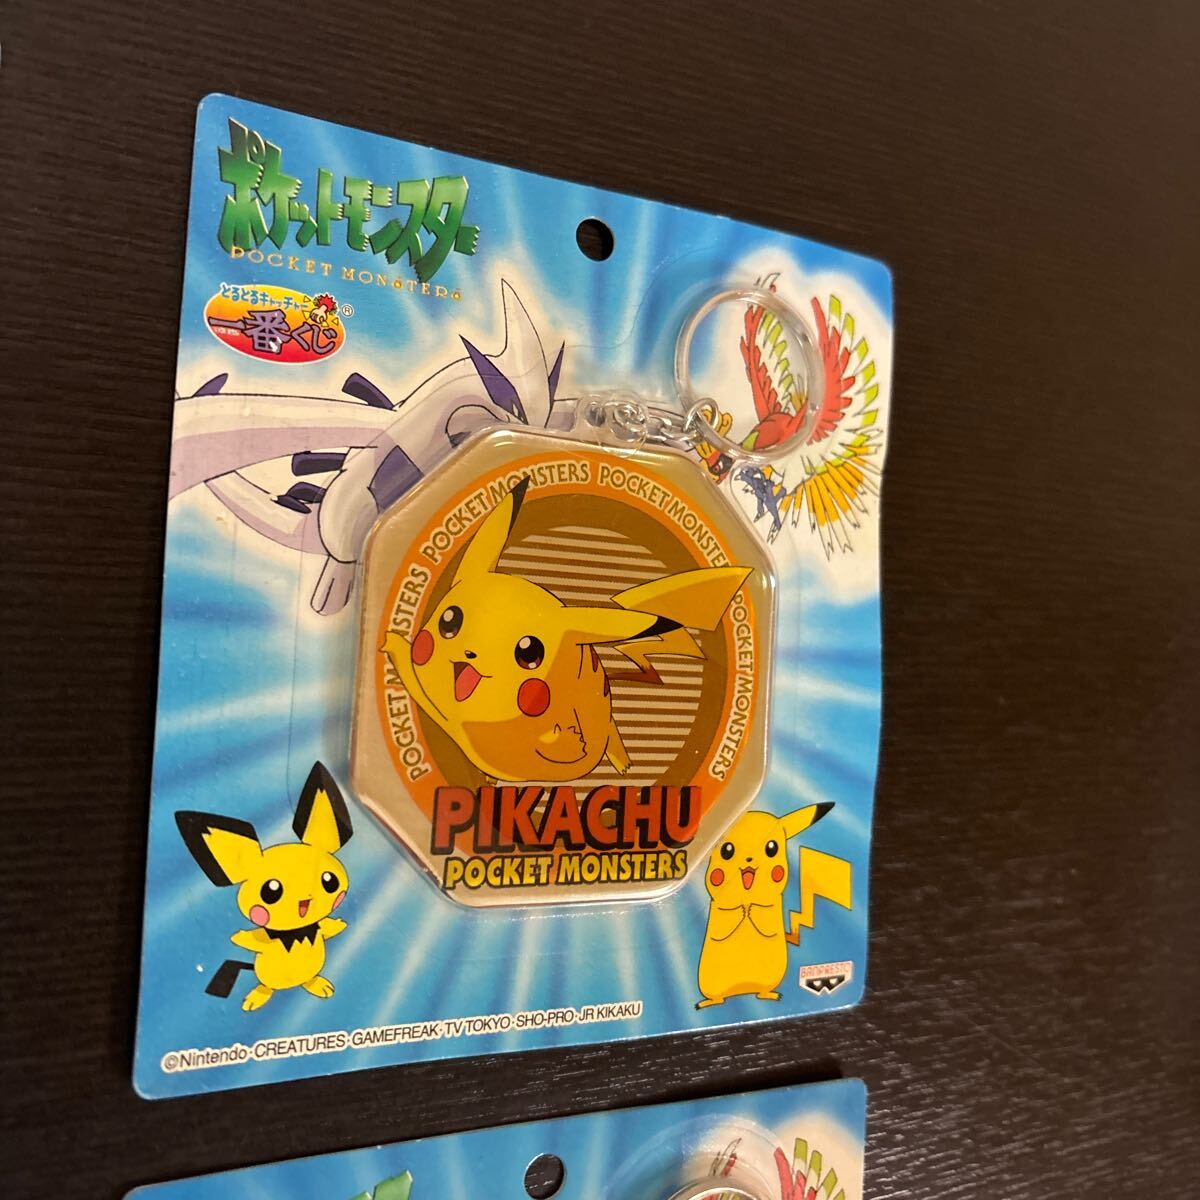 ポケットモンスター
POCKET MONSTERS
とるとるキャッチャー
一番くじ®
POCKET MONSTERS POCKET MONSTERS POCKET MONSTERS POCKET MONSTERS
PIKACHU
POCKET MONSTERS
BANPRESTO
©Nintendo·CREATURES·GAMEFREAK·TV TOKYO·SHO-PRO·JR KIKAKU